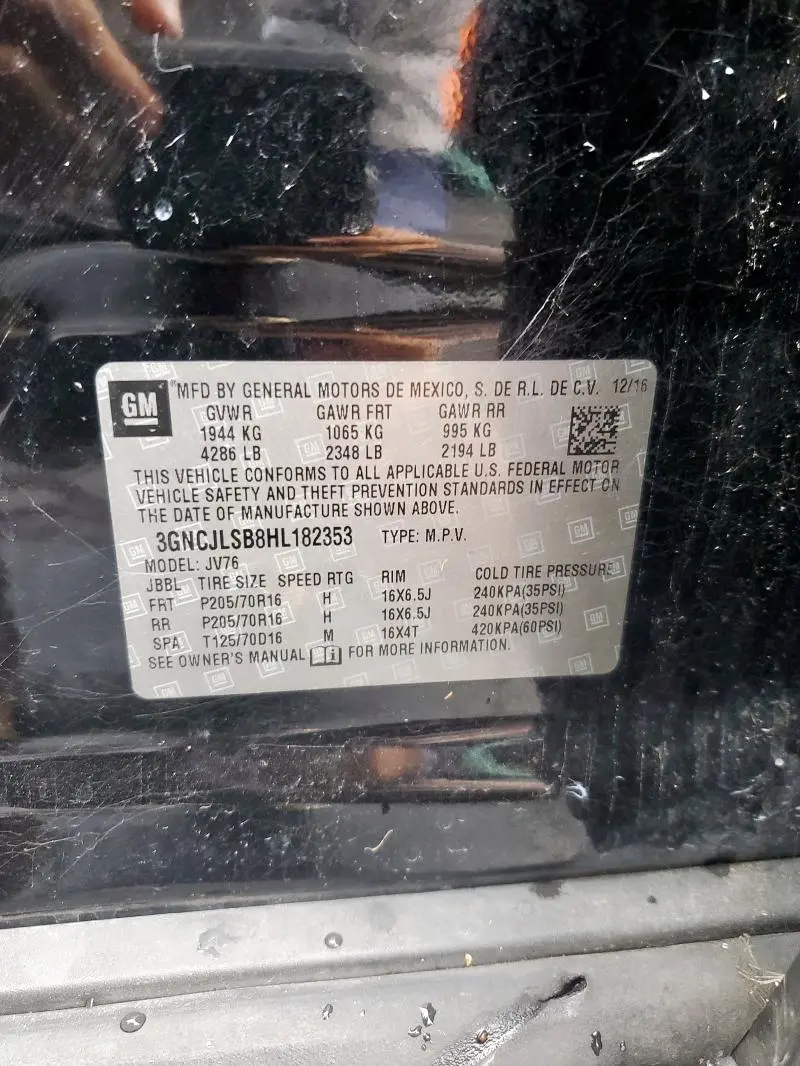 GM
MFD BY GENERAL MOTORS DE MEXICO, S. DE R.L. DE C.V. 12/16
GVWR GAWR FRT GAWR RR
1944 KG 1065 KG 995 KG
4286 LB 2348 LB 2194 LB
THIS VEHICLE CONFORMS TO ALL APPLICABLE U.S. FEDERAL MOTOR
VEHICLE SAFETY AND THEFT PREVENTION STANDARDS IN EFFECT ON
THE DATE OF MANUFACTURE SHOWN ABOVE.
3GNCJLSB8HL182353 TYPE: M.P.V.
MODEL: JV76
JBBL TIRE SIZE SPEED RTG RIM COLD TIRE PRESSURE
FRT P205/70R16 H 16X6.5J 240KPA(35PSI)
RR P205/70R16 H 16X6.5J 240KPA(35PSI)
SPA T125/70D16 M 16X4T 420KPA(60PSI)
SEE OWNER'S MANUAL FOR MORE INFORMATION.